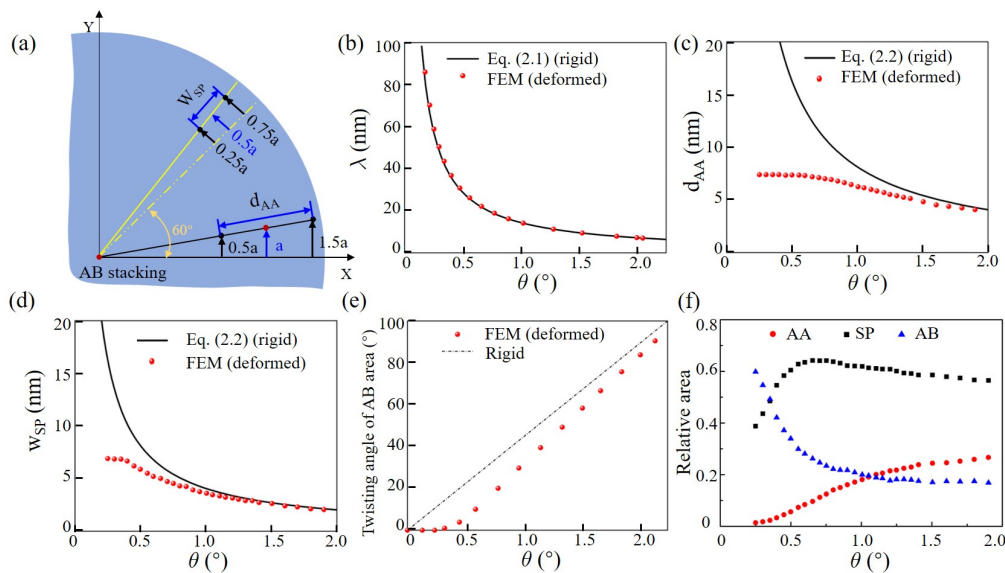 (a)
Y
W_SP
0.75a
0.5a
0.25a
60°
d_AA
0.5a
a
1.5a
AB stacking
X
(b)
100
80
60
40
20
0
λ (nm)
Eq. (2.1) (rigid)
FEM (deformed)
0.5
1.0
1.5
2.0
θ (°)
(c)
20
15
10
5
0
d_AA (nm)
Eq. (2.2) (rigid)
FEM (deformed)
0.5
1.0
1.5
2.0
θ (°)
(d)
20
15
10
5
0
w_SP (nm)
Eq. (2.2) (rigid)
FEM (deformed)
0.0
0.5
1.0
1.5
2.0
θ (°)
(e)
100
80
60
40
20
0
Twisting angle of AB area (°)
FEM (deformed)
Rigid
0.0
0.5
1.0
1.5
2.0
θ (°)
(f)
0.8
0.6
0.4
0.2
0.0
Relative area
AA SP AB
0.0
0.5
1.0
1.5
2.0
θ (°)